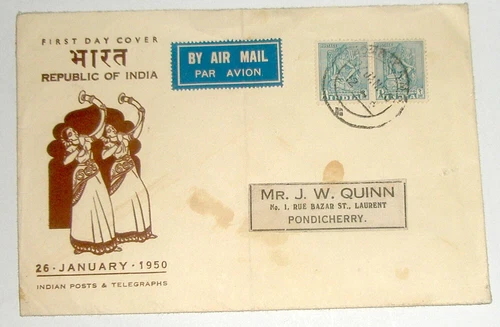 FIRST DAY COVER
भारत
REPUBLIC OF INDIA
BY AIR MAIL
PAR AVION
MR. J. W. QUINN
No. 1, RUE BAZAR ST., LAURENT
PONDICHERRY.
26 · JANUARY · 1950
INDIAN POSTS & TELEGRAPHS